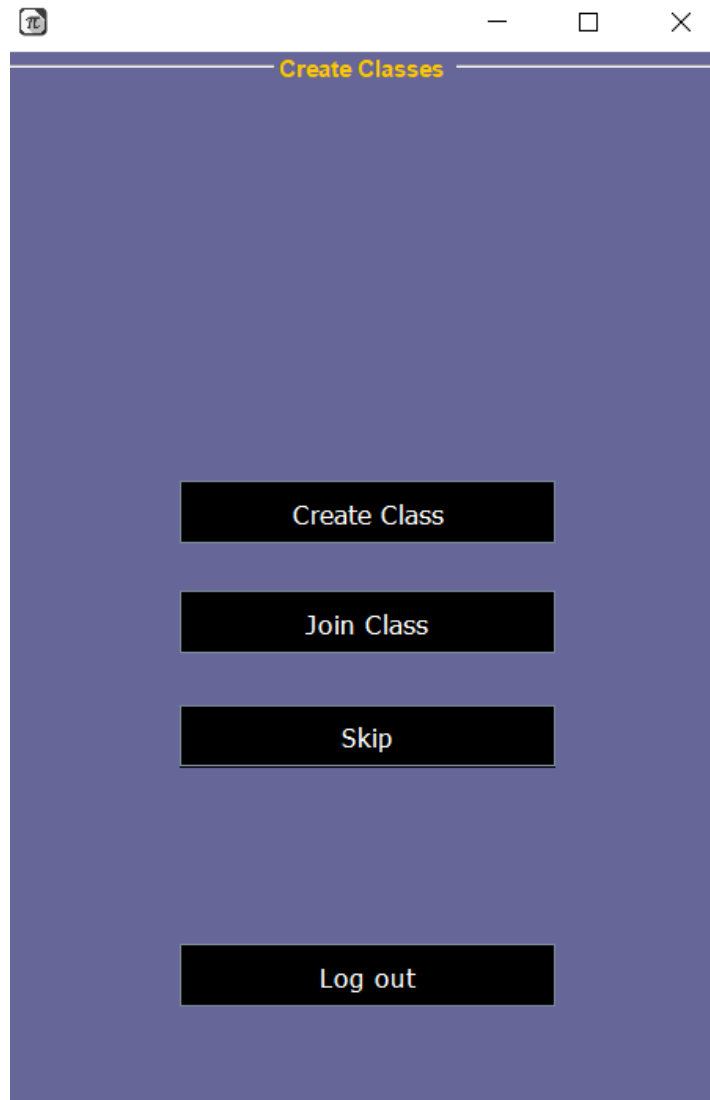 π
Create Classes
Create Class
Join Class
Skip
Log out